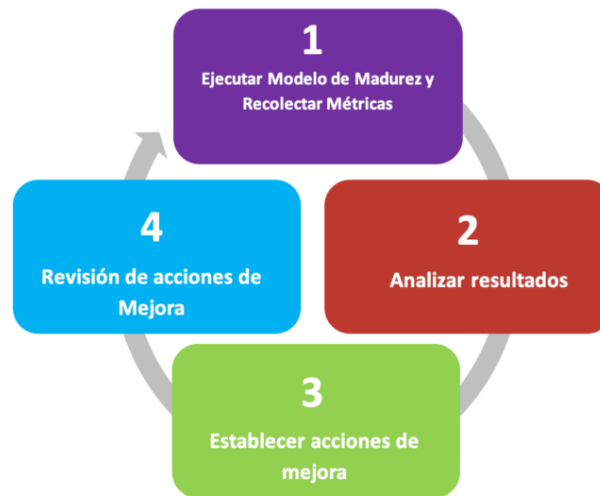 1
Ejecutar Modelo de Madurez y
Recolectar Métricas
2
Analizar resultados
3
Establecer acciones de
mejora
4
Revisión de acciones de
Mejora